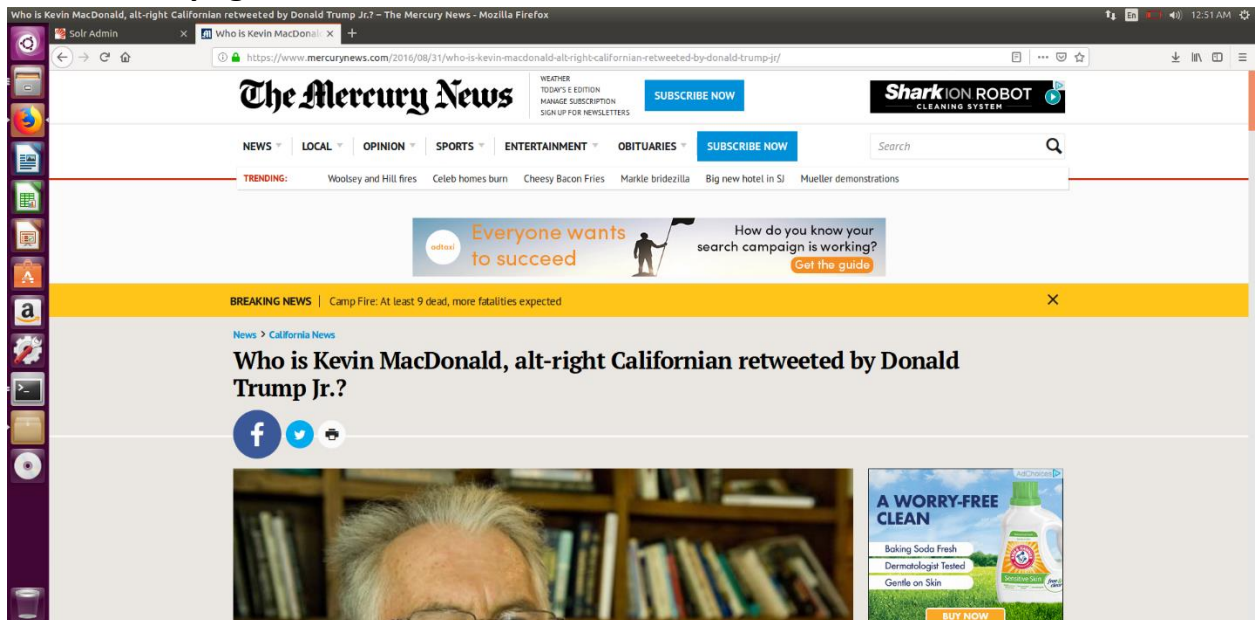 Who is Kevin MacDonald, alt-right Californian retweeted by Donald Trump Jr.? – The Mercury News - Mozilla Firefox
En
12:51 AM
Solr Admin
Who is Kevin MacDonal
https://www.mercurynews.com/2016/08/31/who-is-kevin-macdonald-alt-right-californian-retweeted-by-donald-trump-jr/
The Mercury News
WEATHER
TODAY'S E EDITION
MANAGE SUBSCRIPTION
SIGN UP FOR NEWSLETTERS
SUBSCRIBE NOW
Shark ION ROBOT
CLEANING SYSTEM
NEWS LOCAL OPINION SPORTS ENTERTAINMENT OBITUARIES SUBSCRIBE NOW Search
TRENDING: Woolsey and Hill fires Celeb homes burn Cheesy Bacon Fries Markle bridezilla Big new hotel in SJ Mueller demonstrations
adtaxi
Everyone wants
to succeed
How do you know your
search campaign is working?
Get the guide
BREAKING NEWS | Camp Fire: At least 9 dead, more fatalities expected
News > California News
Who is Kevin MacDonald, alt-right Californian retweeted by Donald
Trump Jr.?
AdChoices
A WORRY-FREE
CLEAN
Baking Soda Fresh
Dermatologist Tested
Gentle on Skin
Sensitive Skin
BUY NOW